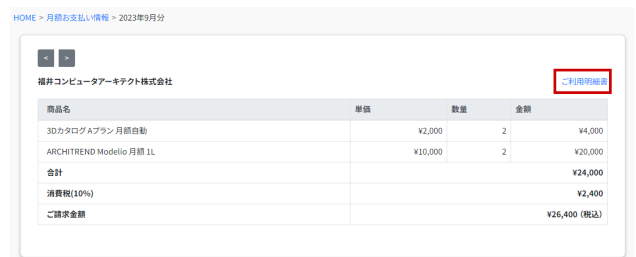 HOME > 月額お支払い情報 > 2023年9月分
< >
福井コンピュータアーキテクト株式会社 ご利用明細書
商品名 単価 数量 金額
3Dカタログ Aプラン 月額自動 ¥2,000 2 ¥4,000
ARCHITREND Modelio 月額 1L ¥10,000 2 ¥20,000
合計 ¥24,000
消費税(10%) ¥2,400
ご請求金額 ¥26,400 (税込)